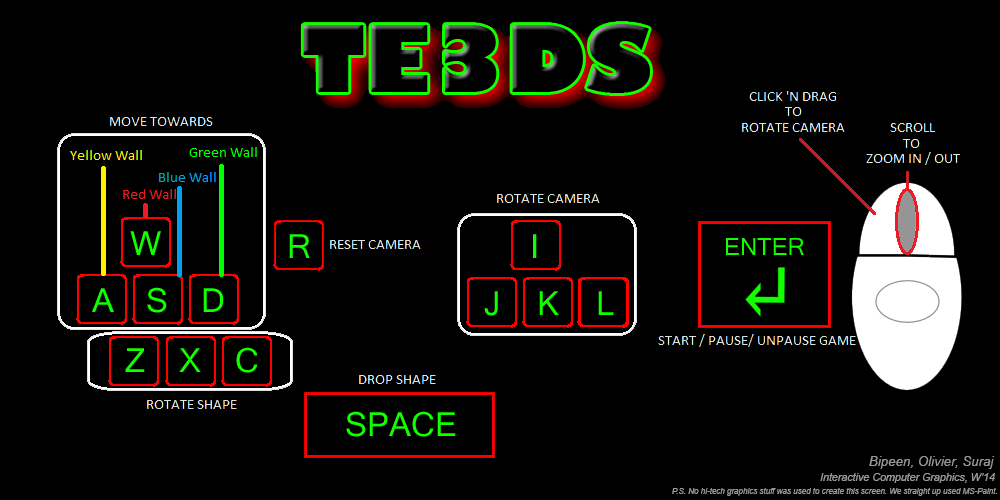 TE3DS
MOVE TOWARDS
Yellow Wall
Green Wall
Blue Wall
Red Wall
W
A
S
D
R
RESET CAMERA
Z
X
C
ROTATE SHAPE
DROP SHAPE
SPACE
ROTATE CAMERA
I
J
K
L
ENTER
START / PAUSE/ UNPAUSE GAME
CLICK 'N DRAG
TO
ROTATE CAMERA
SCROLL
TO
ZOOM IN / OUT
Bipeen, Olivier, Suraj
Interactive Computer Graphics, W'14
P.S. No hi-tech graphics stuff was used to create this screen. We straight up used MS-Paint.